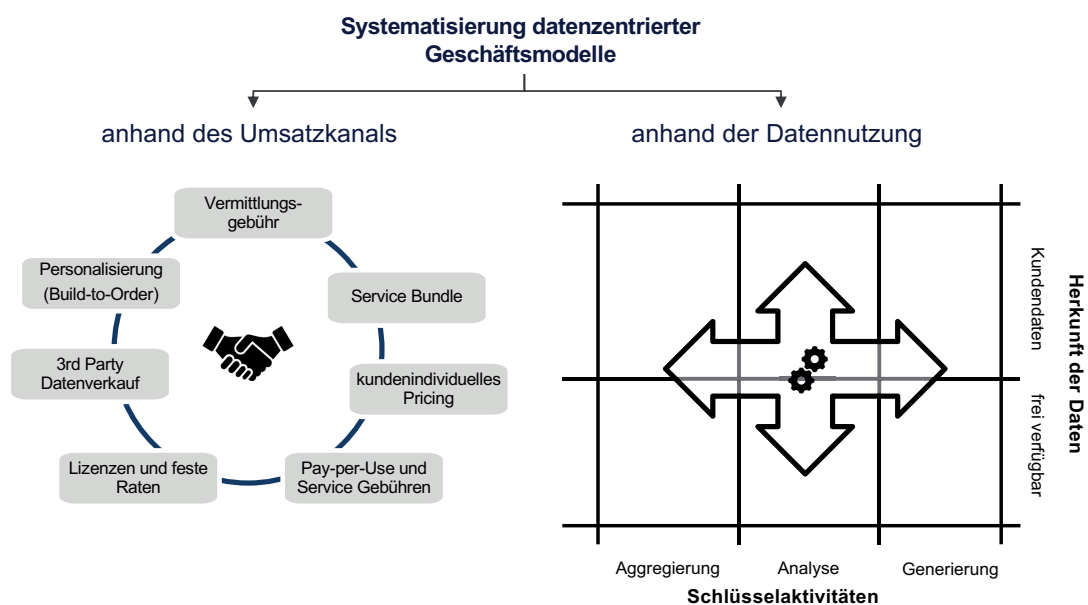 Systematisierung datenzentrierter
Geschäftsmodelle
anhand des Umsatzkanals
Vermittlungs-
gebühr
Personalisierung
(Build-to-Order)
Service Bundle
3rd Party
Datenverkauf
kundenindividuelles
Pricing
Lizenzen und feste
Raten
Pay-per-Use und
Service Gebühren
anhand der Datennutzung
Kundendaten
frei verfügbar
Herkunft der Daten
Aggregierung
Analyse
Generierung
Schlüsselaktivitäten